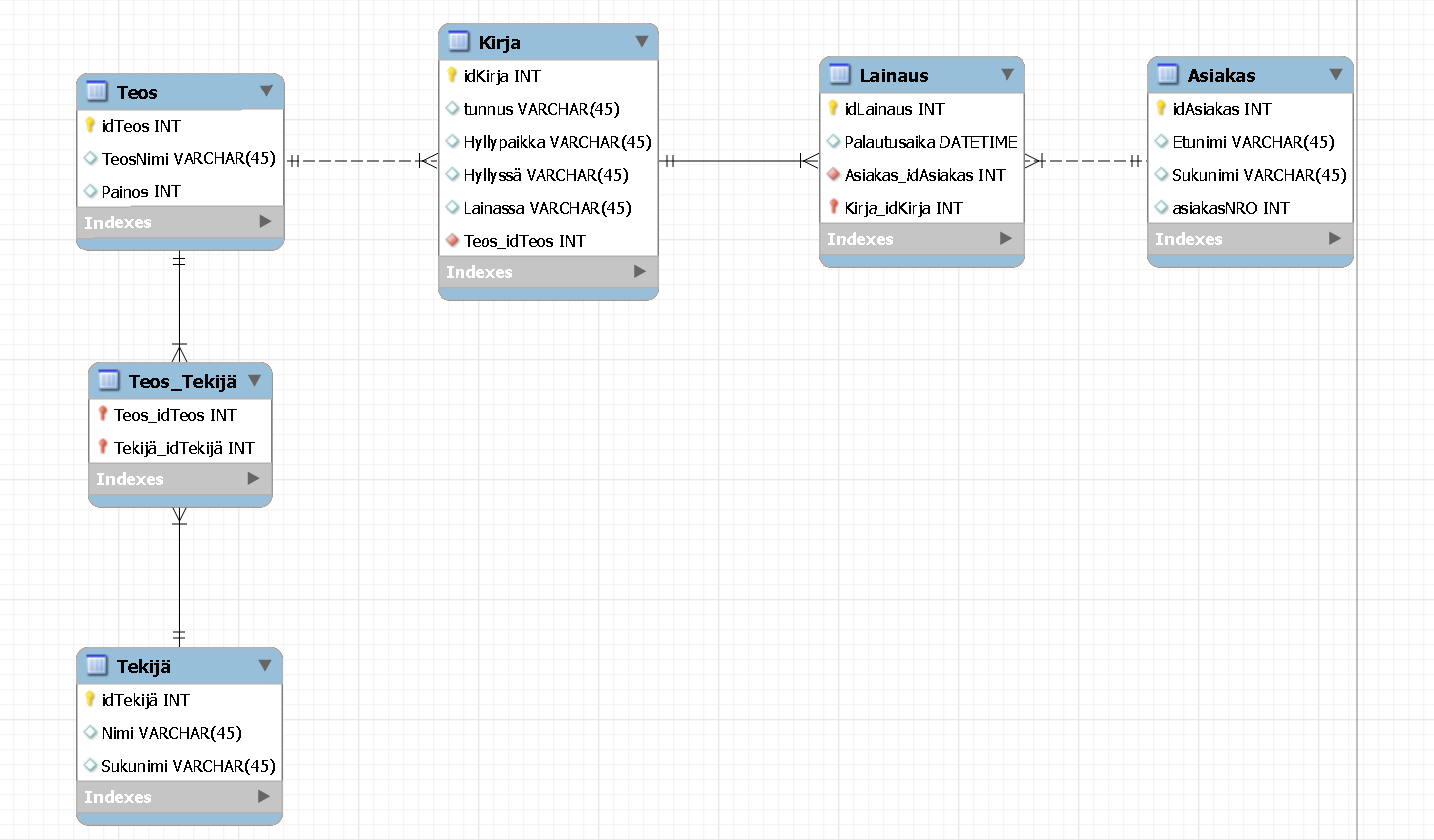 Teos
idTeos INT
TeosNimi VARCHAR(45)
Painos INT
Indexes
Kirja
idKirja INT
tunnus VARCHAR(45)
Hyllypaikka VARCHAR(45)
Hyllyssä VARCHAR(45)
Lainassa VARCHAR(45)
Teos_idTeos INT
Indexes
Lainaus
idLainaus INT
Palautusaika DATETIME
Asiakas_idAsiakas INT
Kirja_idKirja INT
Indexes
Asiakas
idAsiakas INT
Etunimi VARCHAR(45)
Sukunimi VARCHAR(45)
asiakasNRO INT
Indexes
Teos_Tekijä
Teos_idTeos INT
Tekijä_idTekijä INT
Indexes
Tekijä
idTekijä INT
Nimi VARCHAR(45)
Sukunimi VARCHAR(45)
Indexes